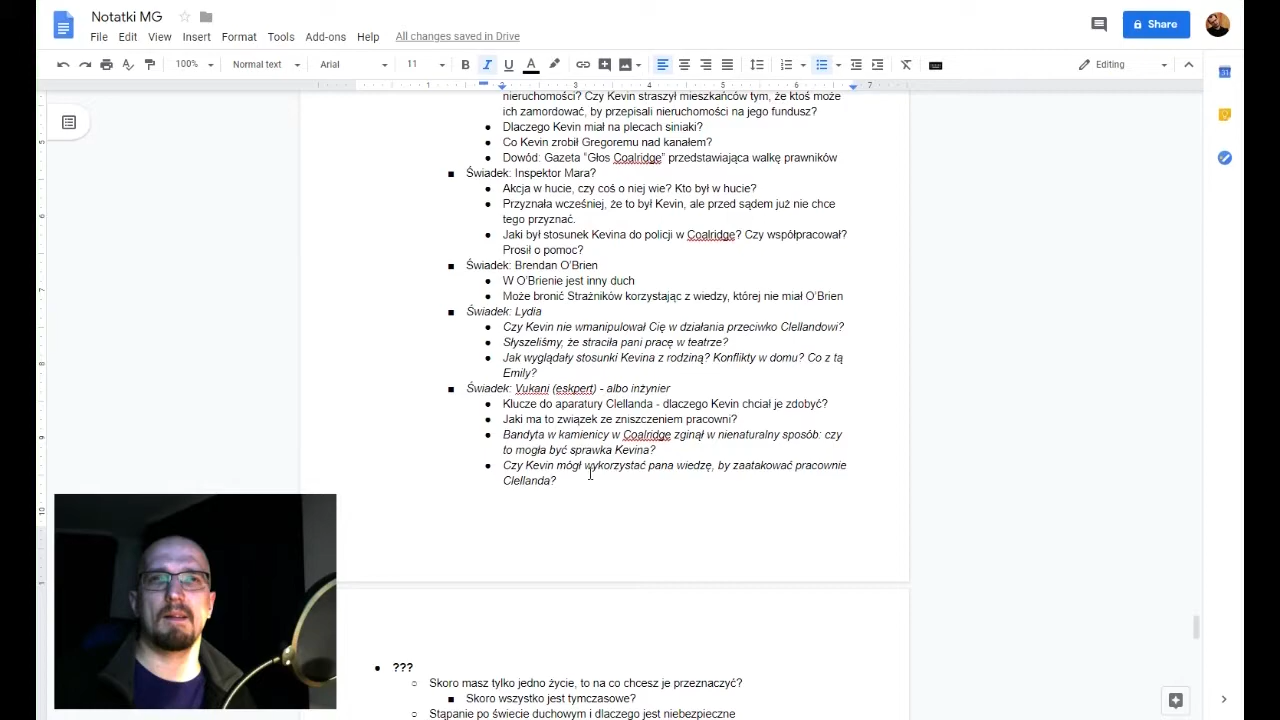 Notatki MG
File Edit View Insert Format Tools Add-ons Help All changes saved in Drive
Share
100% Normal text Arial 11 B I U A Editing
1 2 3 4 5 6 7
nieruchomości? Czy Kevin straszył mieszkańców tym, że ktoś może
ich zamordować, by przepisali nieruchomości na jego fundusz?
● Dlaczego Kevin miał na plecach siniaki?
● Co Kevin zrobił Gregoremu nad kanałem?
● Dowód: Gazeta "Głos Coalridge" przedstawiająca walkę prawników
■ Świadek: Inspektor Mara?
● Akcja w hucie, czy coś o niej wie? Kto był w hucie?
● Przyznała wcześniej, że to był Kevin, ale przed sądem już nie chce
tego przyznać.
● Jaki był stosunek Kevina do policji w Coalridge? Czy współpracował?
Prosił o pomoc?
■ Świadek: Brendan O'Brien
● W O'Brienie jest inny duch
● Może bronić Strażników korzystając z wiedzy, której nie miał O'Brien
■ Świadek: Lydia
● Czy Kevin nie wmanipulował Cię w działania przeciwko Clellandowi?
● Słyszeliśmy, że straciła pani pracę w teatrze?
● Jak wyglądały stosunki Kevina z rodziną? Konflikty w domu? Co z tą
Emily?
■ Świadek: Vukani (eskpert) - albo inżynier
● Klucze do aparatury Clellanda - dlaczego Kevin chciał je zdobyć?
● Jaki ma to związek ze zniszczeniem pracowni?
● Bandyta w kamienicy w Coalridge zginął w nienaturalny sposób: czy
to mogła być sprawka Kevina?
● Czy Kevin mógł wykorzystać pana wiedzę, by zaatakować pracownie
Clellanda?
● ???
○ Skoro masz tylko jedno życie, to na co chcesz je przeznaczyć?
■ Skoro wszystko jest tymczasowe?
○ Stąpanie po świecie duchowym i dlaczego jest niebezpieczne